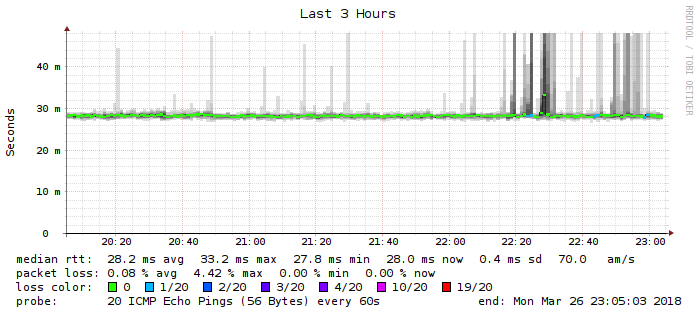 Last 3 Hours
RRDTOOL / TOBI OETIKER
Seconds
40 m
30 m
20 m
10 m
0
20:20 20:40 21:00 21:20 21:40 22:00 22:20 22:40 23:00
median rtt: 28.2 ms avg 33.2 ms max 27.8 ms min 28.0 ms now 0.4 ms sd 70.0 am/s
packet loss: 0.08 % avg 4.42 % max 0.00 % min 0.00 % now
loss color: 0 1/20 2/20 3/20 4/20 10/20 19/20
probe: 20 ICMP Echo Pings (56 Bytes) every 60s end: Mon Mar 26 23:05:03 2018